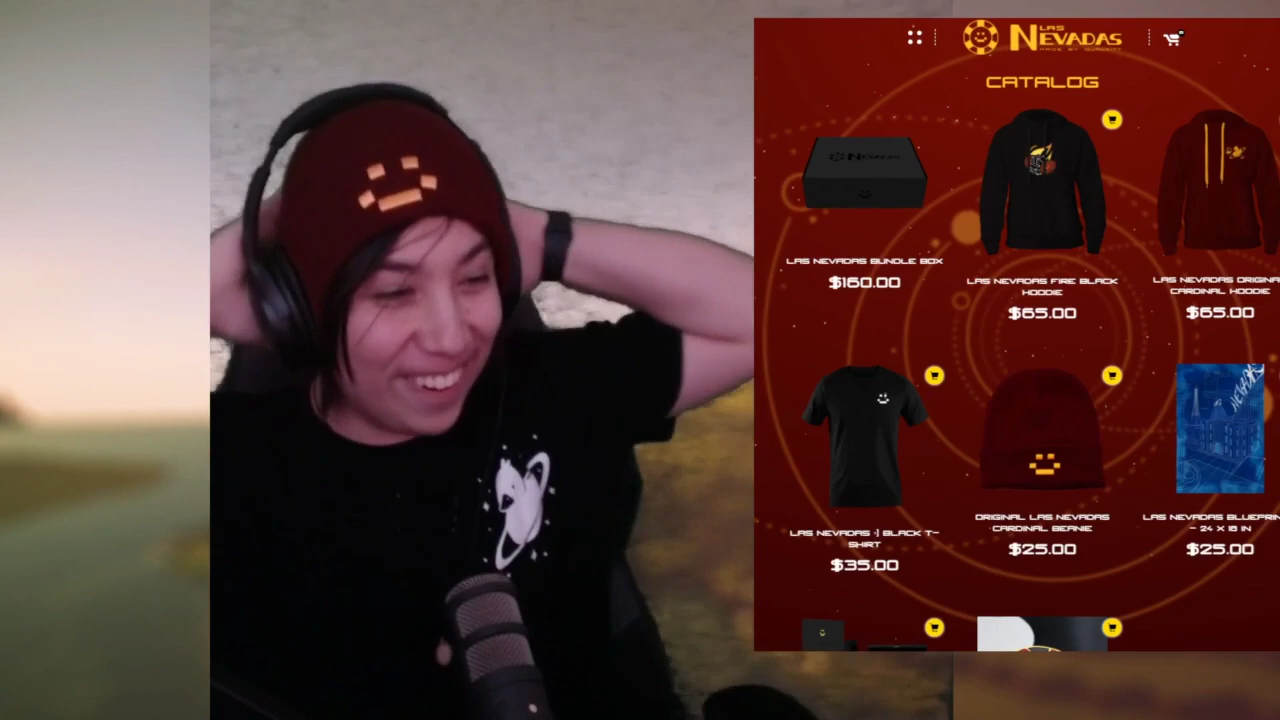 LAS
NEVADAS
CATALOG
LAS NEVADAS BUNDLE BOX
$160.00
LAS NEVADAS FIRE BLACK
HOODIE
$65.00
LAS NEVADAS ORIGINA
CARDINAL HOODIE
$65.00
LAS NEVADAS :] BLACK T-
SHIRT
$35.00
ORIGINAL LAS NEVADAS
CARDINAL BEANIE
$25.00
LAS NEVADAS BLUEPRIN
- 24 X 18 IN
$25.00